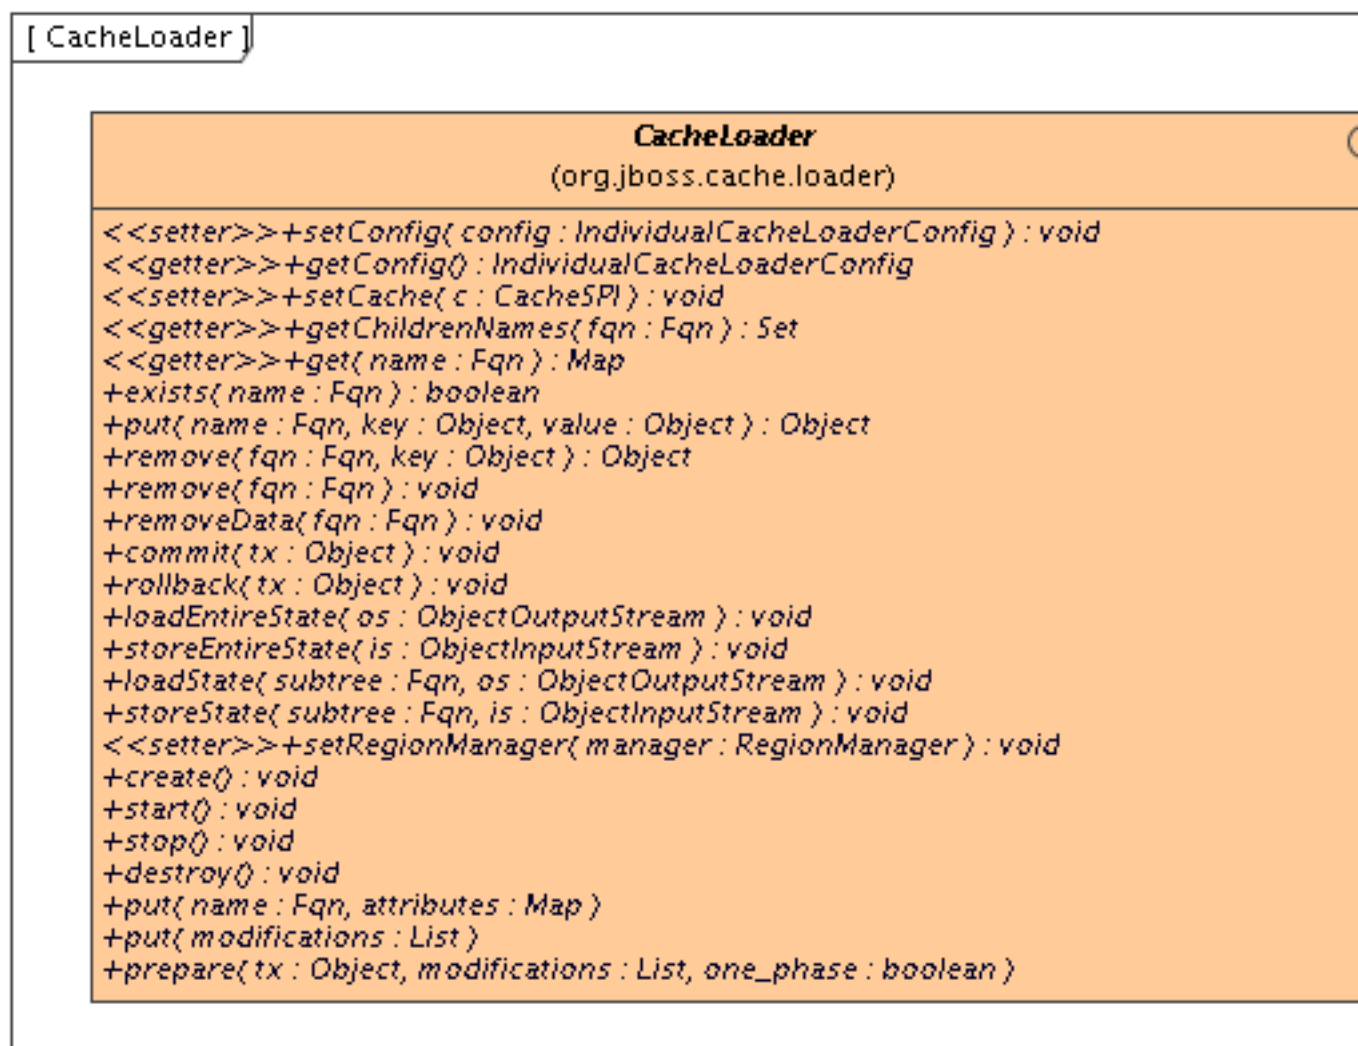 [ CacheLoader ]
CacheLoader
(org.jboss.cache.loader)
<<setter>>+setConfig( config : IndividualCacheLoaderConfig ) : void
<<getter>>+getConfig() : IndividualCacheLoaderConfig
<<setter>>+setCache( c : CacheSPI ) : void
<<getter>>+getChildrenNames( fqn : Fqn ) : Set
<<getter>>+get( name : Fqn ) : Map
+exists( name : Fqn ) : boolean
+put( name : Fqn, key : Object, value : Object ) : Object
+remove( fqn : Fqn, key : Object ) : Object
+remove( fqn : Fqn ) : void
+removeData( fqn : Fqn ) : void
+commit( tx : Object ) : void
+rollback( tx : Object ) : void
+loadEntireState( os : ObjectOutputStream ) : void
+storeEntireState( is : ObjectInputStream ) : void
+loadState( subtree : Fqn, os : ObjectOutputStream ) : void
+storeState( subtree : Fqn, is : ObjectInputStream ) : void
<<setter>>+setRegionManager( manager : RegionManager ) : void
+create() : void
+start() : void
+stop() : void
+destroy() : void
+put( name : Fqn, attributes : Map )
+put( modifications : List )
+prepare( tx : Object, modifications : List, one_phase : boolean )